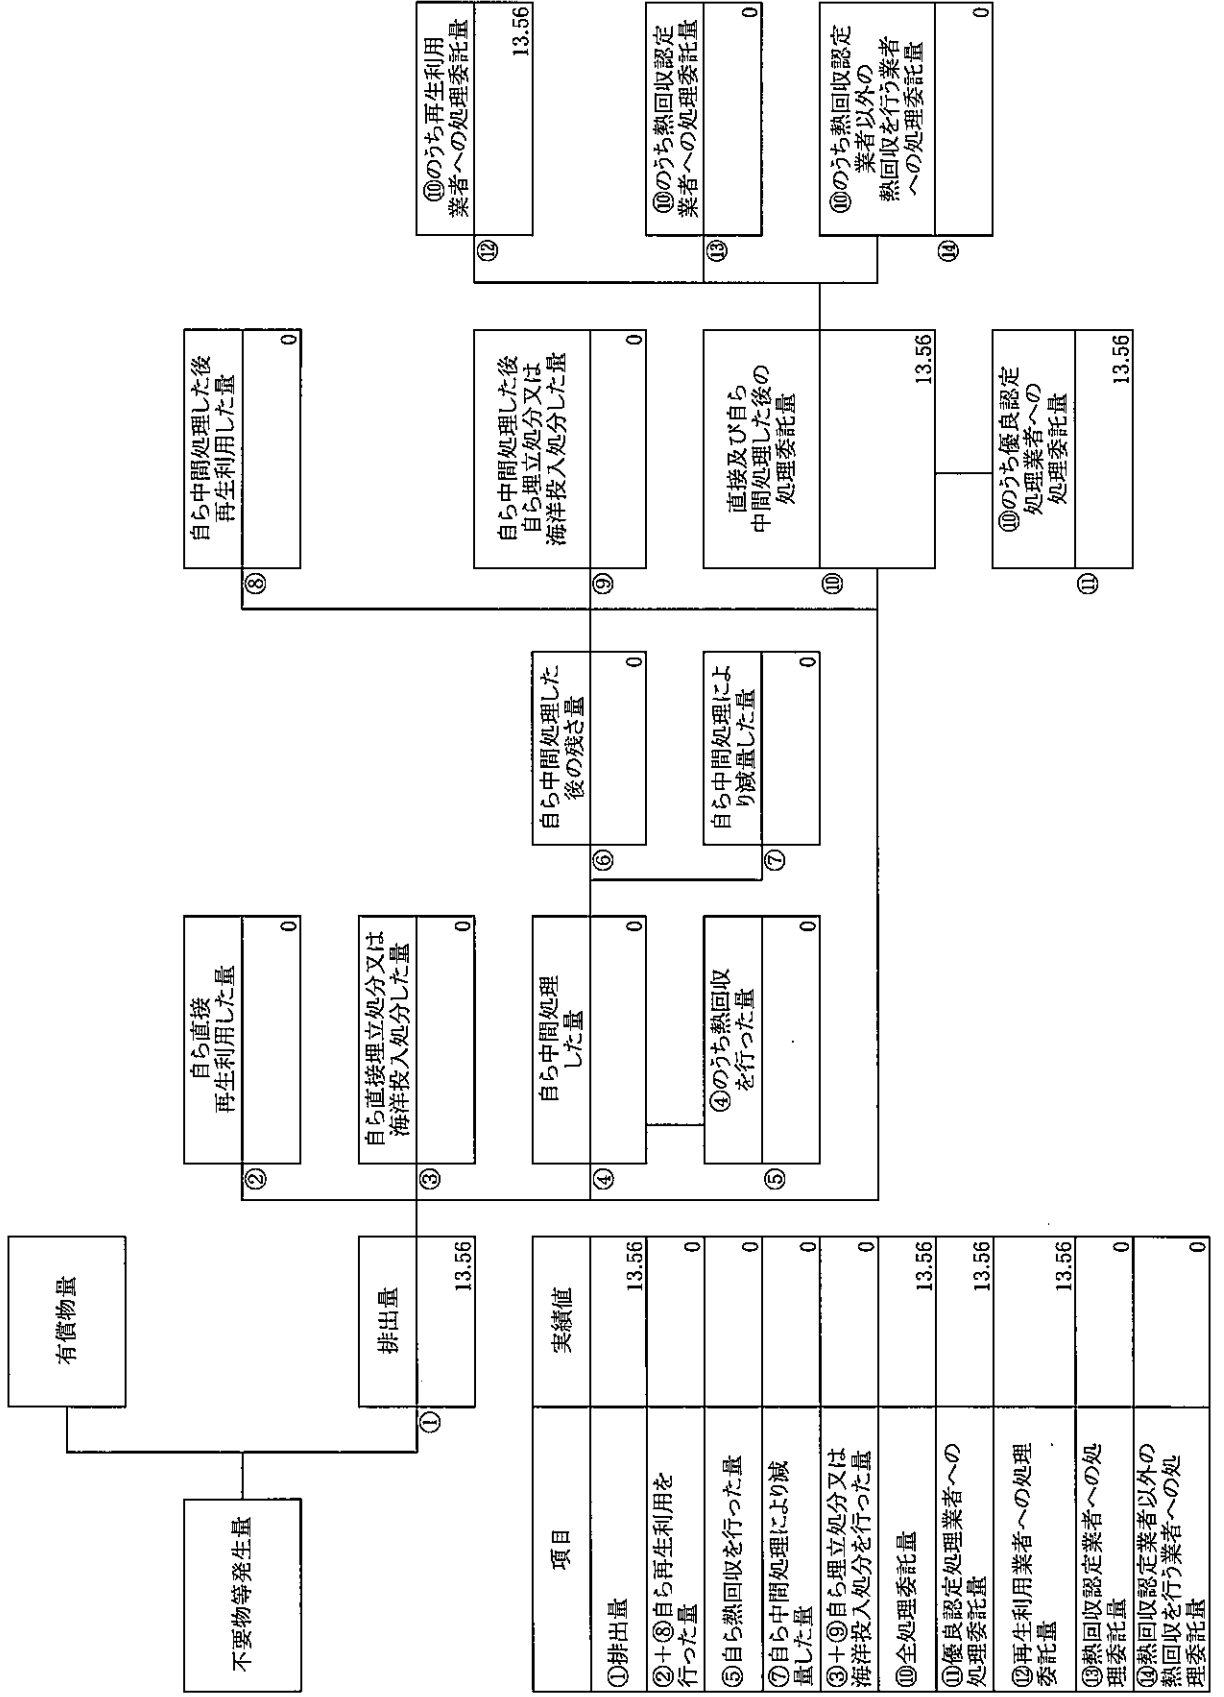 有償物量
不要物等発生量
排出量
①
13.56
自ら直接
再生利用した量
②
0
自ら直接埋立処分又は
海洋投入処分した量
③
0
自ら中間処理
した量
④
0
④のうち熱回収
を行った量
⑤
0
自ら中間処理した
後の残さ量
⑥
0
自ら中間処理によ
り減量した量
⑦
0
自ら中間処理した後
再生利用した量
⑧
0
自ら中間処理した後
自ら埋立処分又は
海洋投入処分した量
⑨
0
直接及び自ら
中間処理した後の
処理委託量
⑩
13.56
⑩のうち優良認定
処理業者への
処理委託量
⑪
13.56
⑩のうち再生利用
業者への処理委託量
⑫
13.56
⑩のうち熱回収認定
業者への処理委託量
⑬
0
⑩のうち熱回収認定
業者以外の
熱回収を行う業者
への処理委託量
⑭
0
項目 実績値
①排出量 13.56
②+⑧自ら再生利用を
行った量 0
⑤自ら熱回収を行った量 0
⑦自ら中間処理により減
量した量 0
③+⑨自ら埋立処分又は
海洋投入処分を行った量 0
⑩全処理委託量 13.56
⑪優良認定処理業者への
処理委託量 13.56
⑫再生利用業者への処理
委託量 13.56
⑬熱回収認定業者への処
理委託量 0
⑭熱回収認定業者以外の
熱回収を行う業者への処
理委託量 0